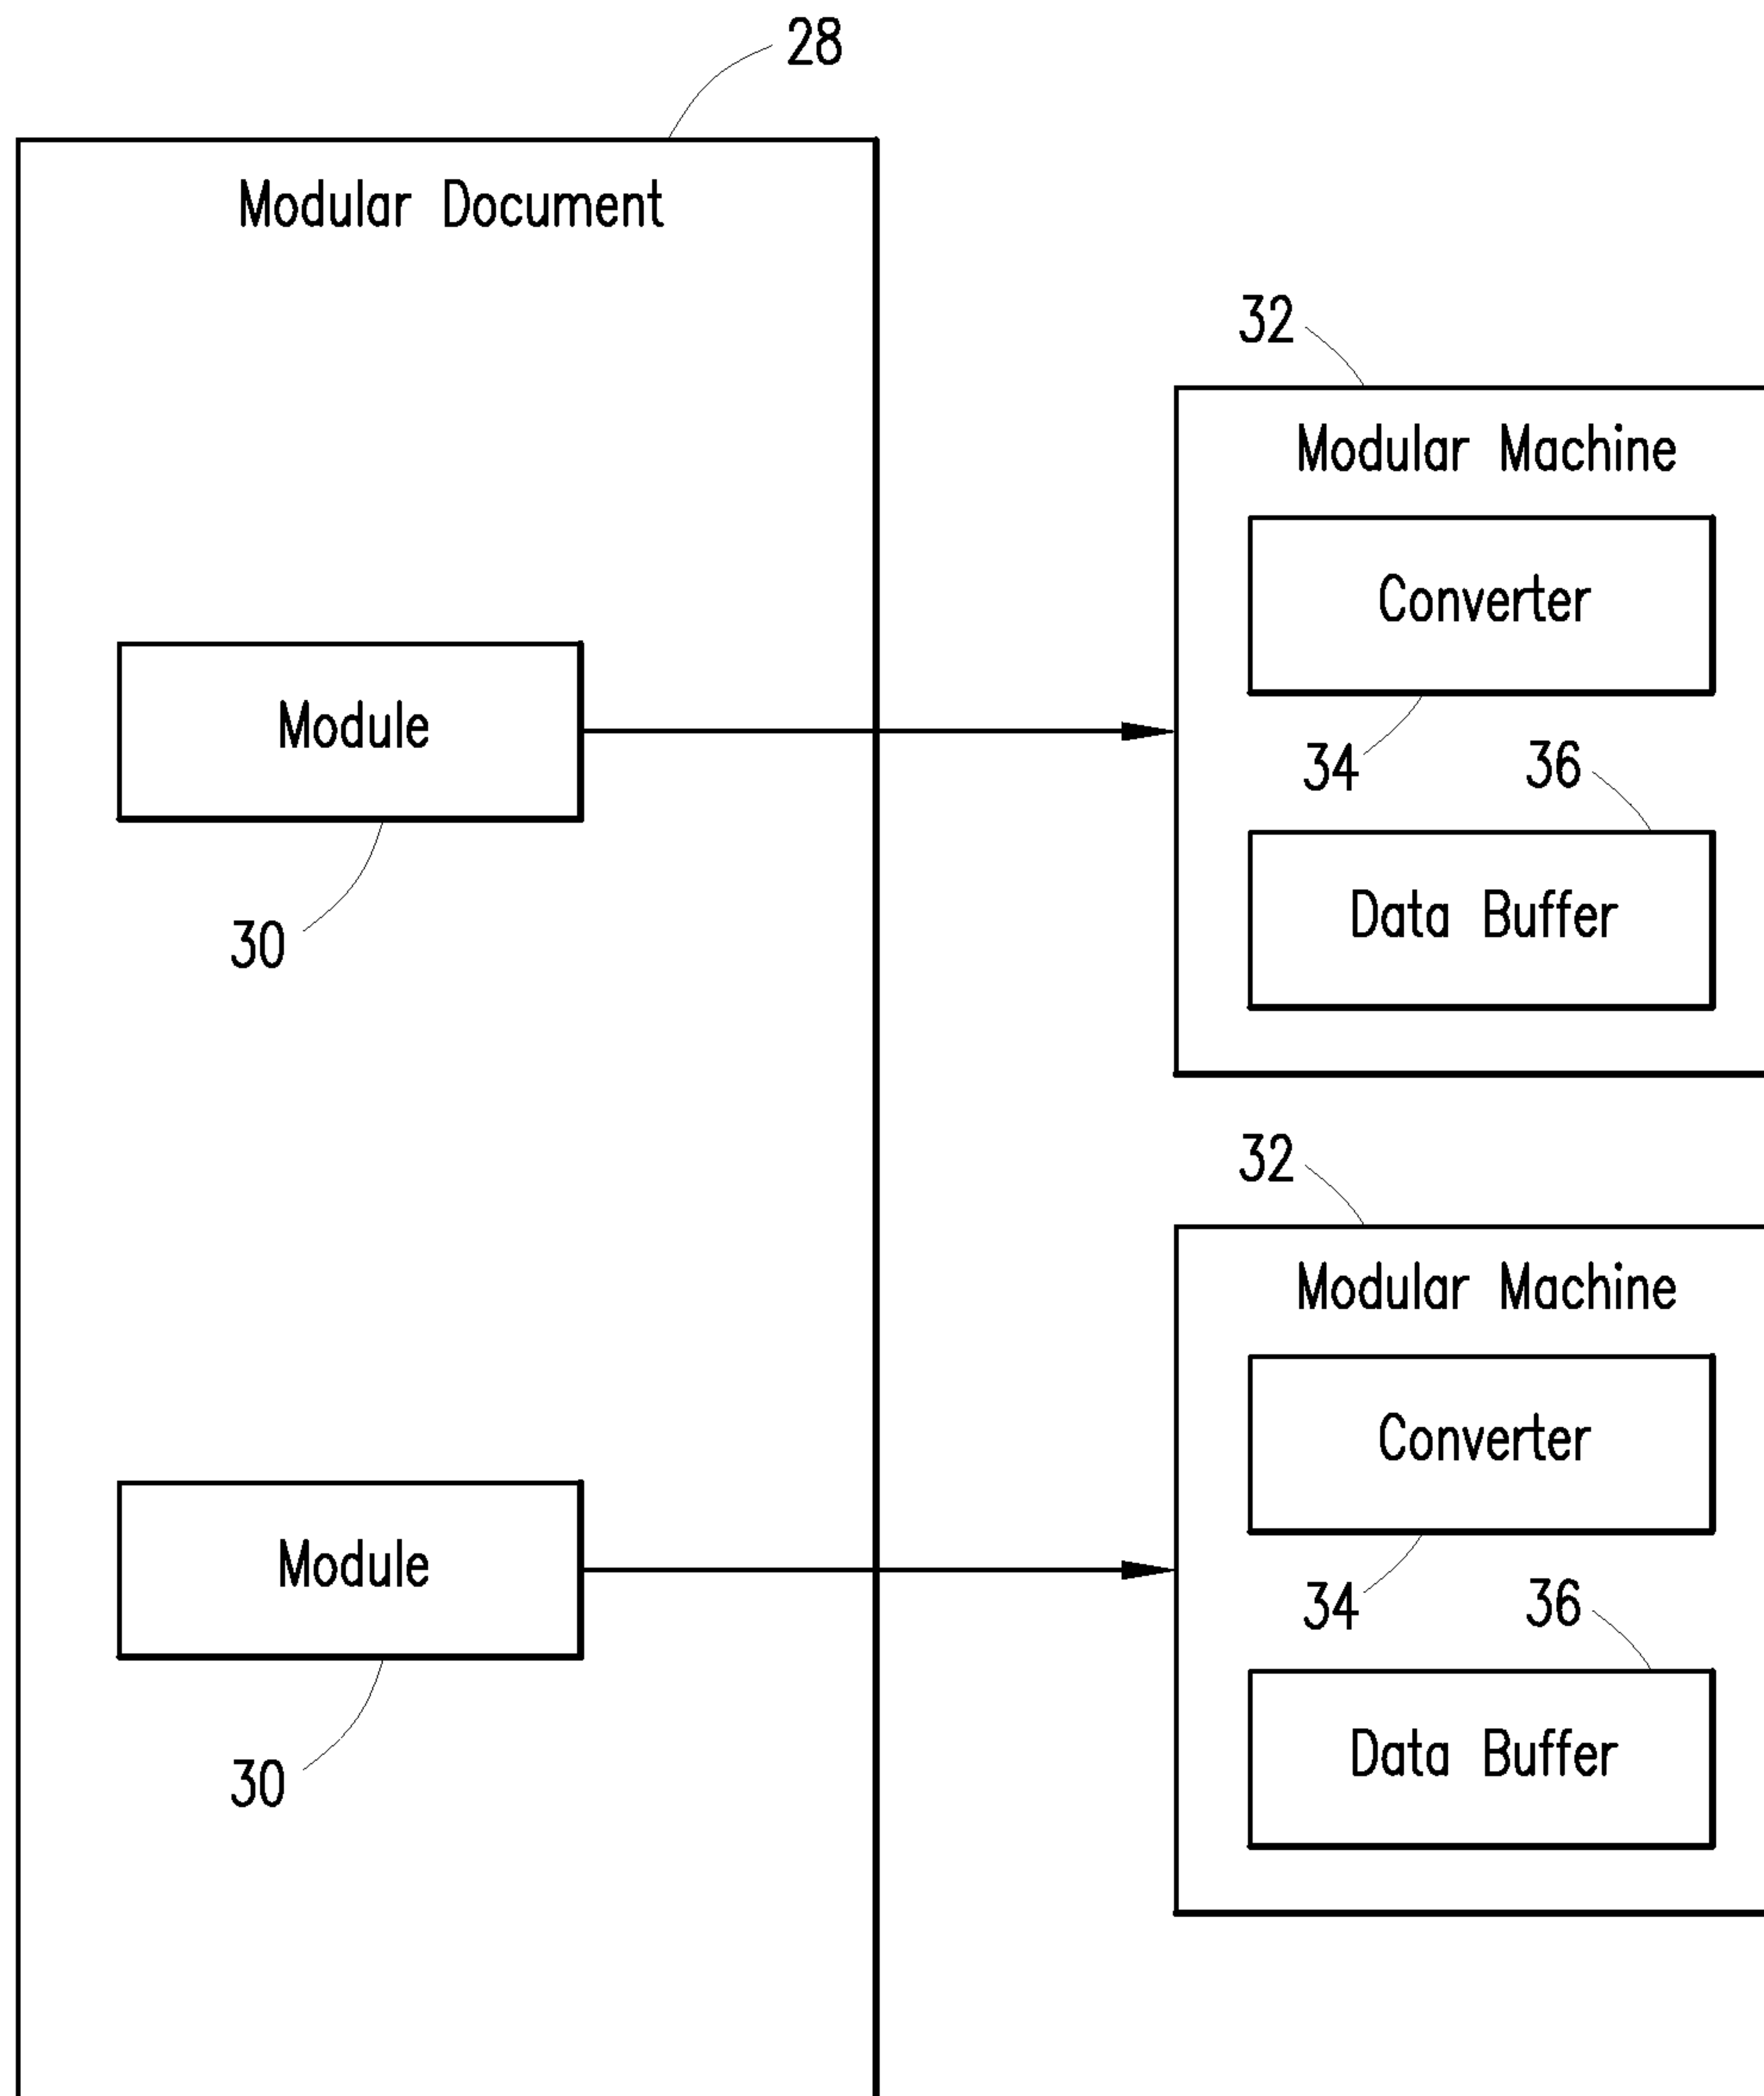 28
Modular Document
32
Modular Machine
Converter
Module
34
36
Data Buffer
30
32
Modular Machine
Converter
Module
34
36
Data Buffer
30